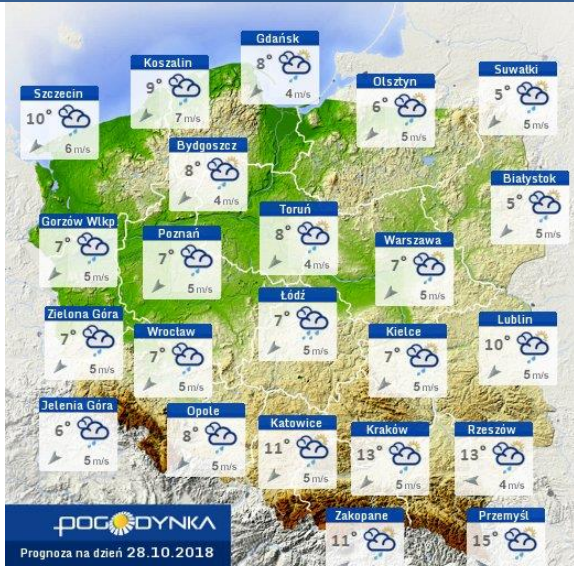 Gdańsk
8°
4 m/s
Koszalin
9°
7 m/s
Olsztyn
6°
5 m/s
Suwałki
5°
5 m/s
Szczecin
10°
6 m/s
Bydgoszcz
8°
4 m/s
Białystok
5°
5 m/s
Toruń
8°
4 m/s
Gorzów Wlkp
7°
5 m/s
Poznań
7°
5 m/s
Warszawa
7°
5 m/s
Łódź
7°
5 m/s
Zielona Góra
7°
5 m/s
Wrocław
7°
5 m/s
Kielce
7°
5 m/s
Lublin
10°
5 m/s
Jelenia Góra
6°
5 m/s
Opole
8°
5 m/s
Katowice
11°
5 m/s
Kraków
13°
5 m/s
Rzeszów
13°
4 m/s
Zakopane
11°
Przemyśl
15°
POGODYNKA
Prognoza na dzień 28.10.2018